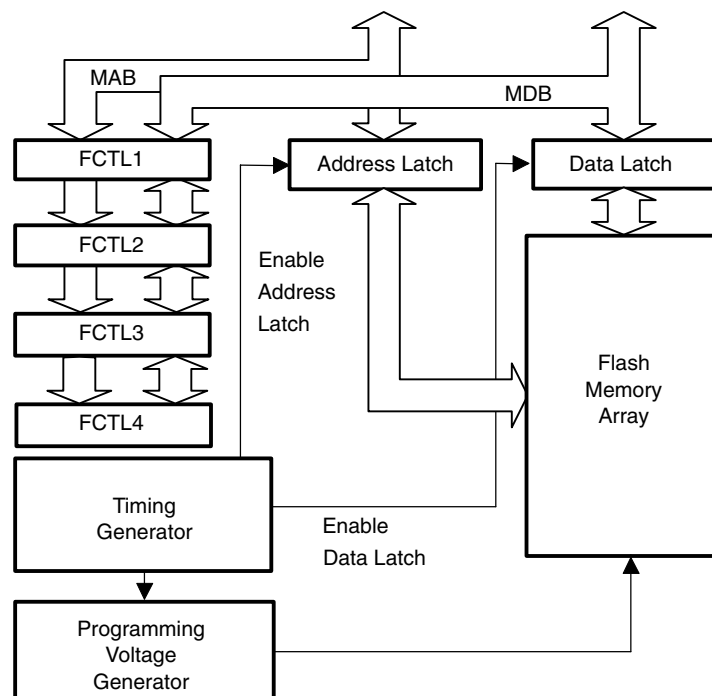 MAB
MDB
FCTL1
Address Latch
Data Latch
FCTL2
Enable
Address
Latch
FCTL3
Flash
Memory
Array
FCTL4
Timing
Generator
Enable
Data Latch
Programming
Voltage
Generator